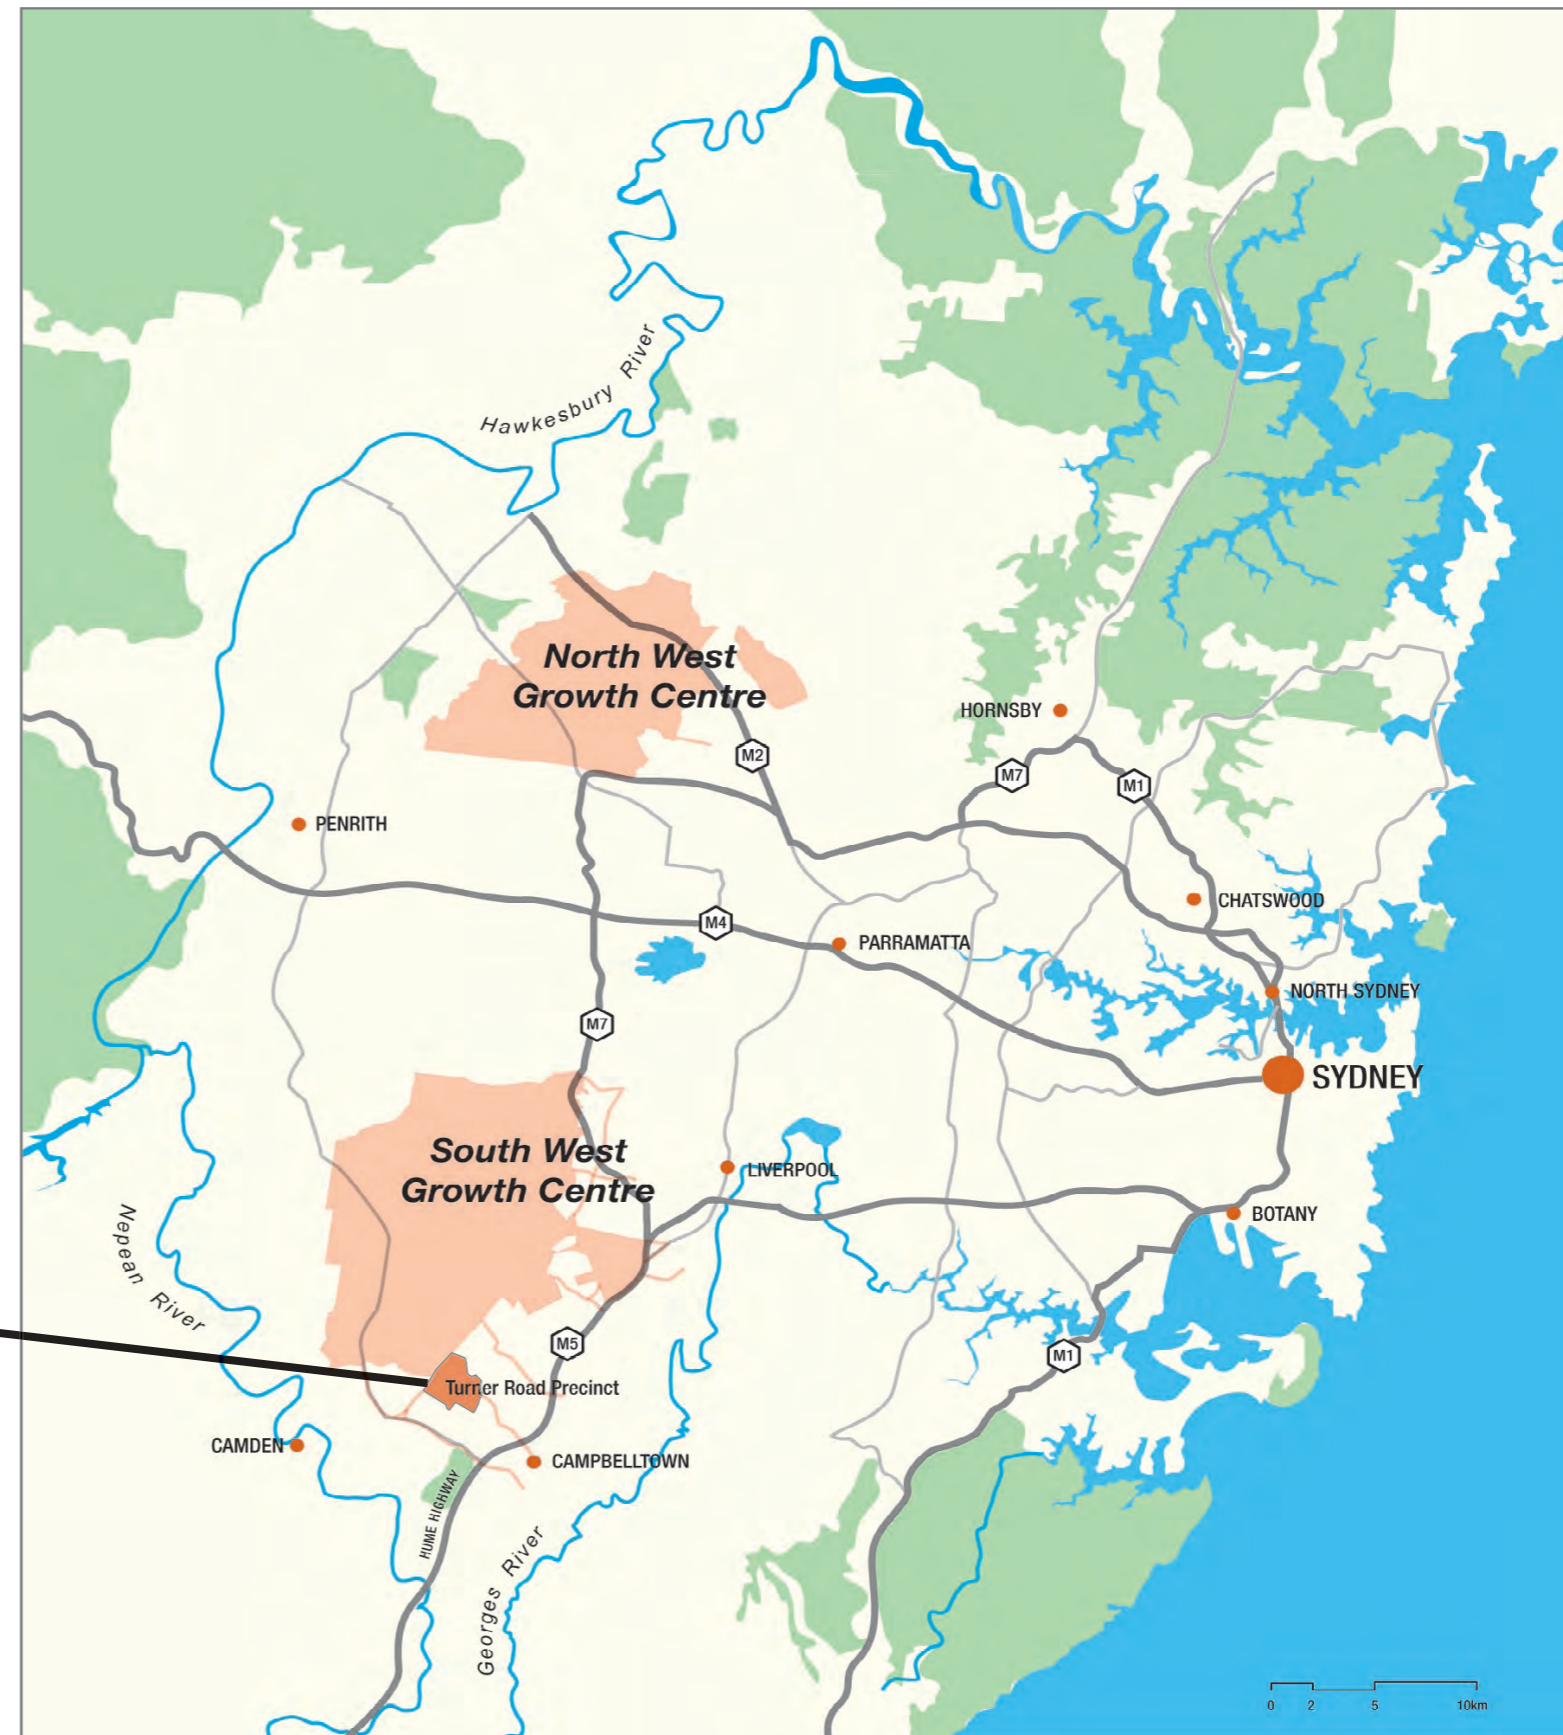 Hawkesbury River
North West
Growth Centre
HORNSBY
M2
M7
M1
PENRITH
CHATSWOOD
M4
PARRAMATTA
NORTH SYDNEY
M7
SYDNEY
South West
Growth Centre
LIVERPOOL
BOTANY
Nepean River
M5
M1
Turner Road Precinct
CAMDEN
CAMPBELLTOWN
HUME HIGHWAY
Georges River
0 2 5 10km